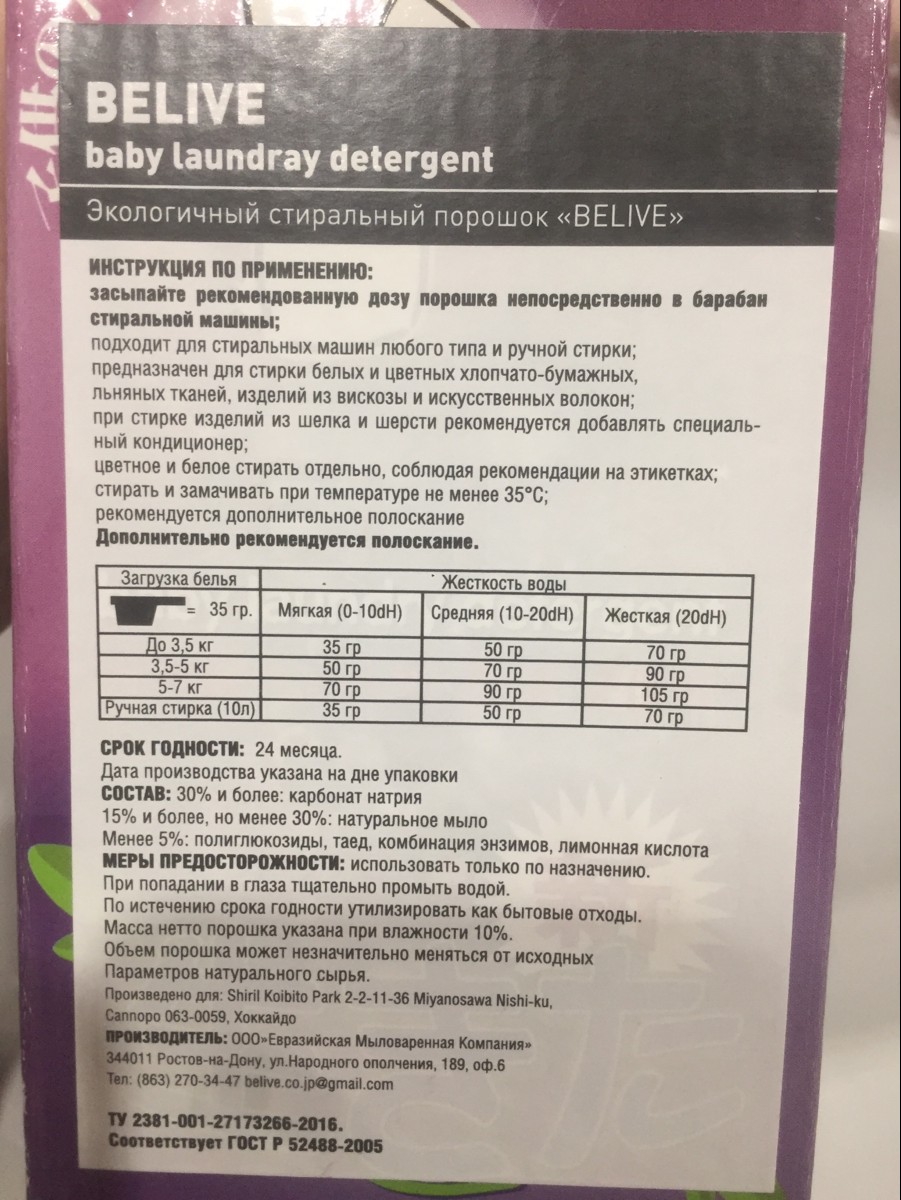 BELIVE
baby laundray detergent
Экологичный стиральный порошок «BELIVE»
ИНСТРУКЦИЯ ПО ПРИМЕНЕНИЮ:
засыпайте рекомендованную дозу порошка непосредственно в барабан
стиральной машины;
подходит для стиральных машин любого типа и ручной стирки;
предназначен для стирки белых и цветных хлопчато-бумажных,
льняных тканей, изделий из вискозы и искусственных волокон;
при стирке изделий из шелка и шерсти рекомендуется добавлять специаль-
ный кондиционер;
цветное и белое стирать отдельно, соблюдая рекомендации на этикетках;
стирать и замачивать при температуре не менее 35°С;
рекомендуется дополнительное полоскание
Дополнительно рекомендуется полоскание.
Загрузка белья Жесткость воды
= 35 гр. Мягкая (0-10dH) Средняя (10-20dH) Жесткая (20dH)
До 3,5 кг 35 гр 50 гр 70 гр
3,5-5 кг 50 гр 70 гр 90 гр
5-7 кг 70 гр 90 гр 105 гр
Ручная стирка (10л) 35 гр 50 гр 70 гр
СРОК ГОДНОСТИ: 24 месяца.
Дата производства указана на дне упаковки
СОСТАВ: 30% и более: карбонат натрия
15% и более, но менее 30%: натуральное мыло
Менее 5%: полиглюкозиды, таед, комбинация энзимов, лимонная кислота
МЕРЫ ПРЕДОСТОРОЖНОСТИ: использовать только по назначению.
При попадании в глаза тщательно промыть водой.
По истечению срока годности утилизировать как бытовые отходы.
Масса нетто порошка указана при влажности 10%.
Объем порошка может незначительно меняться от исходных
Параметров натурального сырья.
Произведено для: Shiril Koibito Park 2-2-11-36 Miyanosawa Nishi-ku,
Саппоро 063-0059, Хоккайдо
ПРОИЗВОДИТЕЛЬ: ООО»Евразийская Мыловаренная Компания»
344011 Ростов-на-Дону, ул.Народного ополчения, 189, оф.6
Тел: (863) 270-34-47 belive.co.jp@gmail.com
ТУ 2381-001-27173266-2016.
Соответствует ГОСТ Р 52488-2005